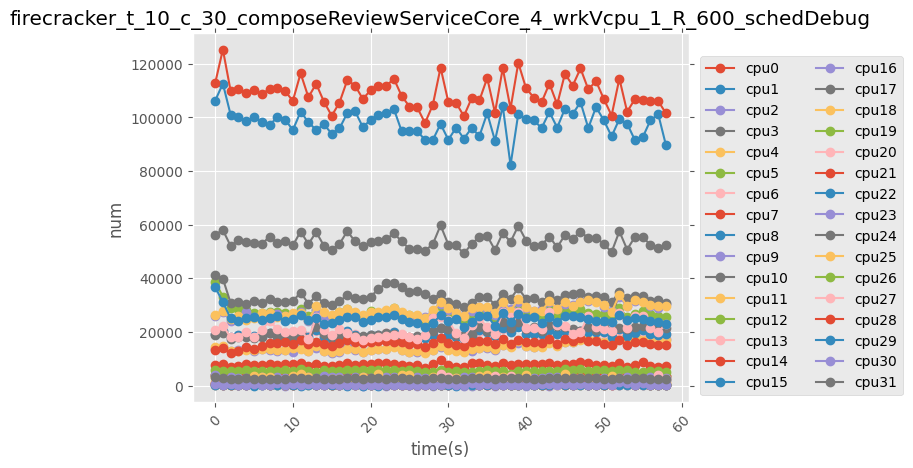 firecracker_t_10_c_30_composeReviewServiceCore_4_wrkVcpu_1_R_600_schedDebug
120000
100000
80000
60000
40000
20000
0
num
0 10 20 30 40 50 60
time(s)
cpu0 cpu16
cpu1 cpu17
cpu2 cpu18
cpu3 cpu19
cpu4 cpu20
cpu5 cpu21
cpu6 cpu22
cpu7 cpu23
cpu8 cpu24
cpu9 cpu25
cpu10 cpu26
cpu11 cpu27
cpu12 cpu28
cpu13 cpu29
cpu14 cpu30
cpu15 cpu31